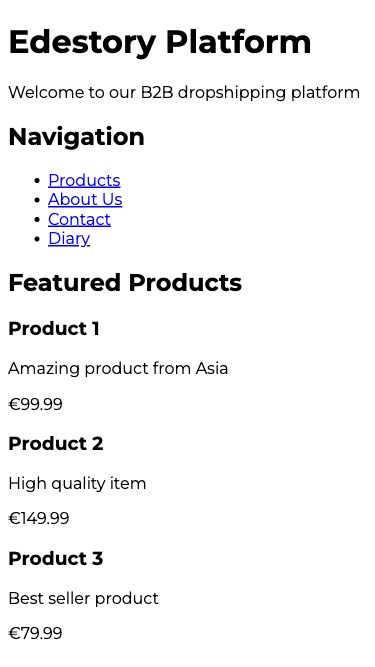 Edestory Platform
Welcome to our B2B dropshipping platform
Navigation
• Products
• About Us
• Contact
• Diary
Featured Products
Product 1
Amazing product from Asia
€99.99
Product 2
High quality item
€149.99
Product 3
Best seller product
€79.99